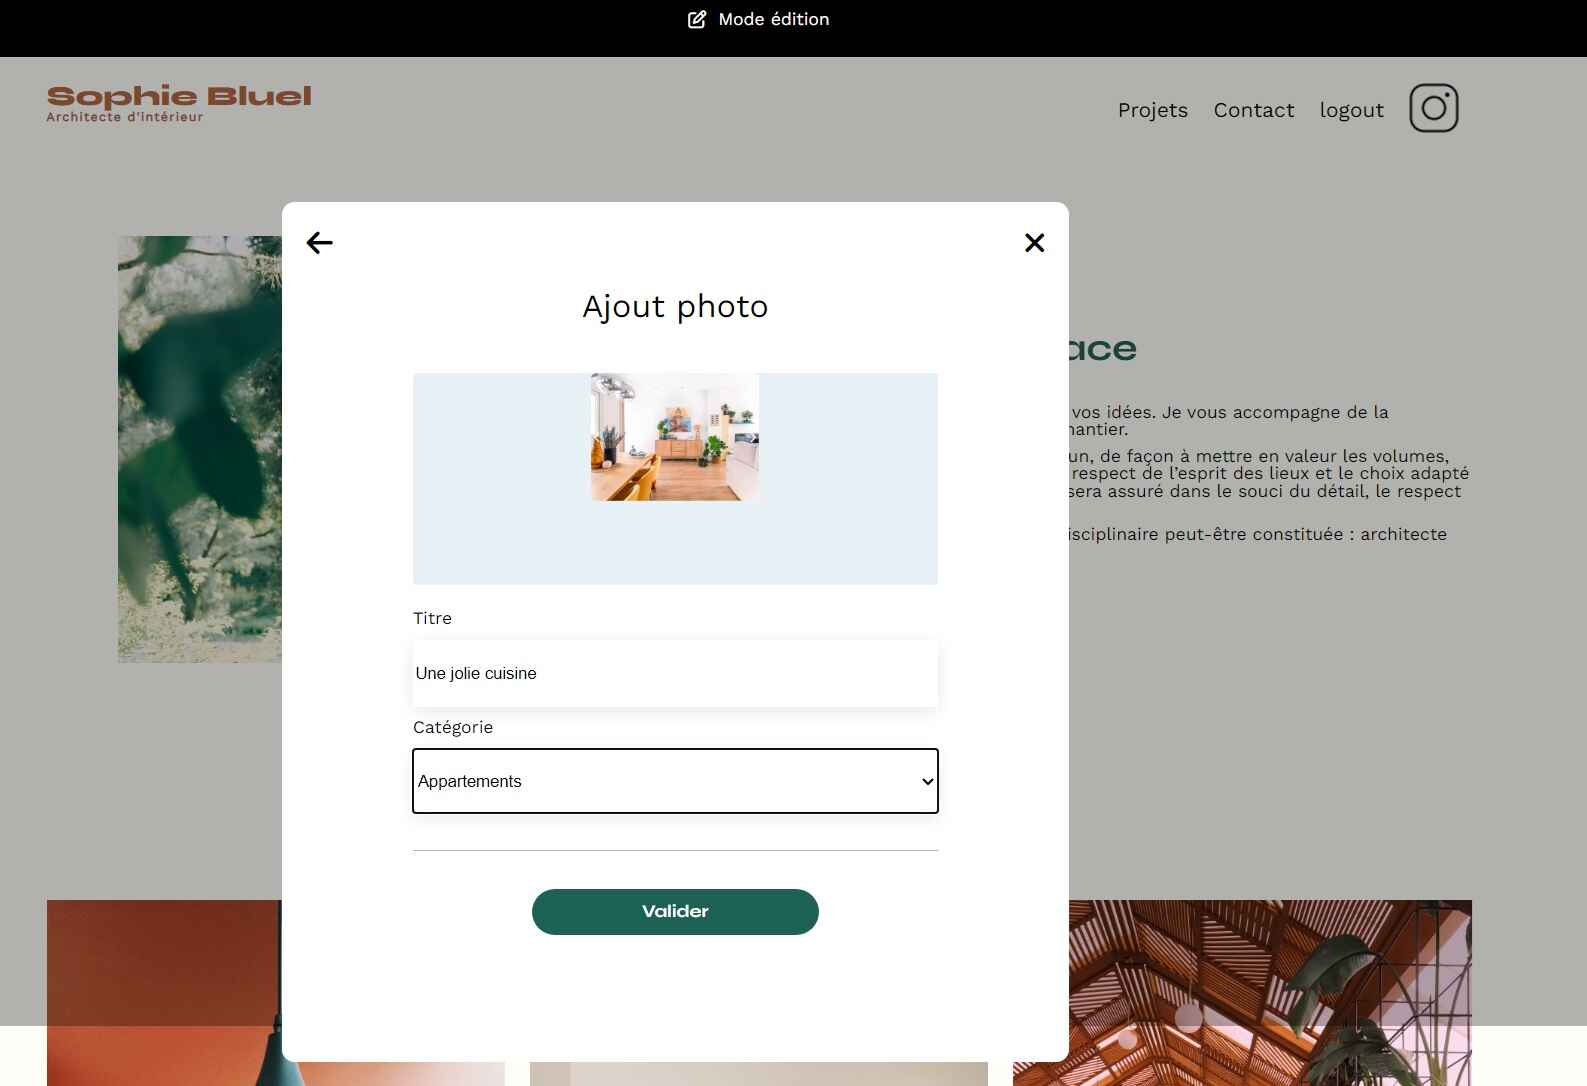 Mode édition
Sophie Bluel
Architecte d'intérieur
Projets
Contact
logout
Ajout photo
ace
vos idées. Je vous accompagne de la
hantier.
un, de façon à mettre en valeur les volumes,
respect de l’esprit des lieux et le choix adapté
sera assuré dans le souci du détail, le respect
isciplinaire peut-être constituée : architecte
Titre
Une jolie cuisine
Catégorie
Appartements
Valider